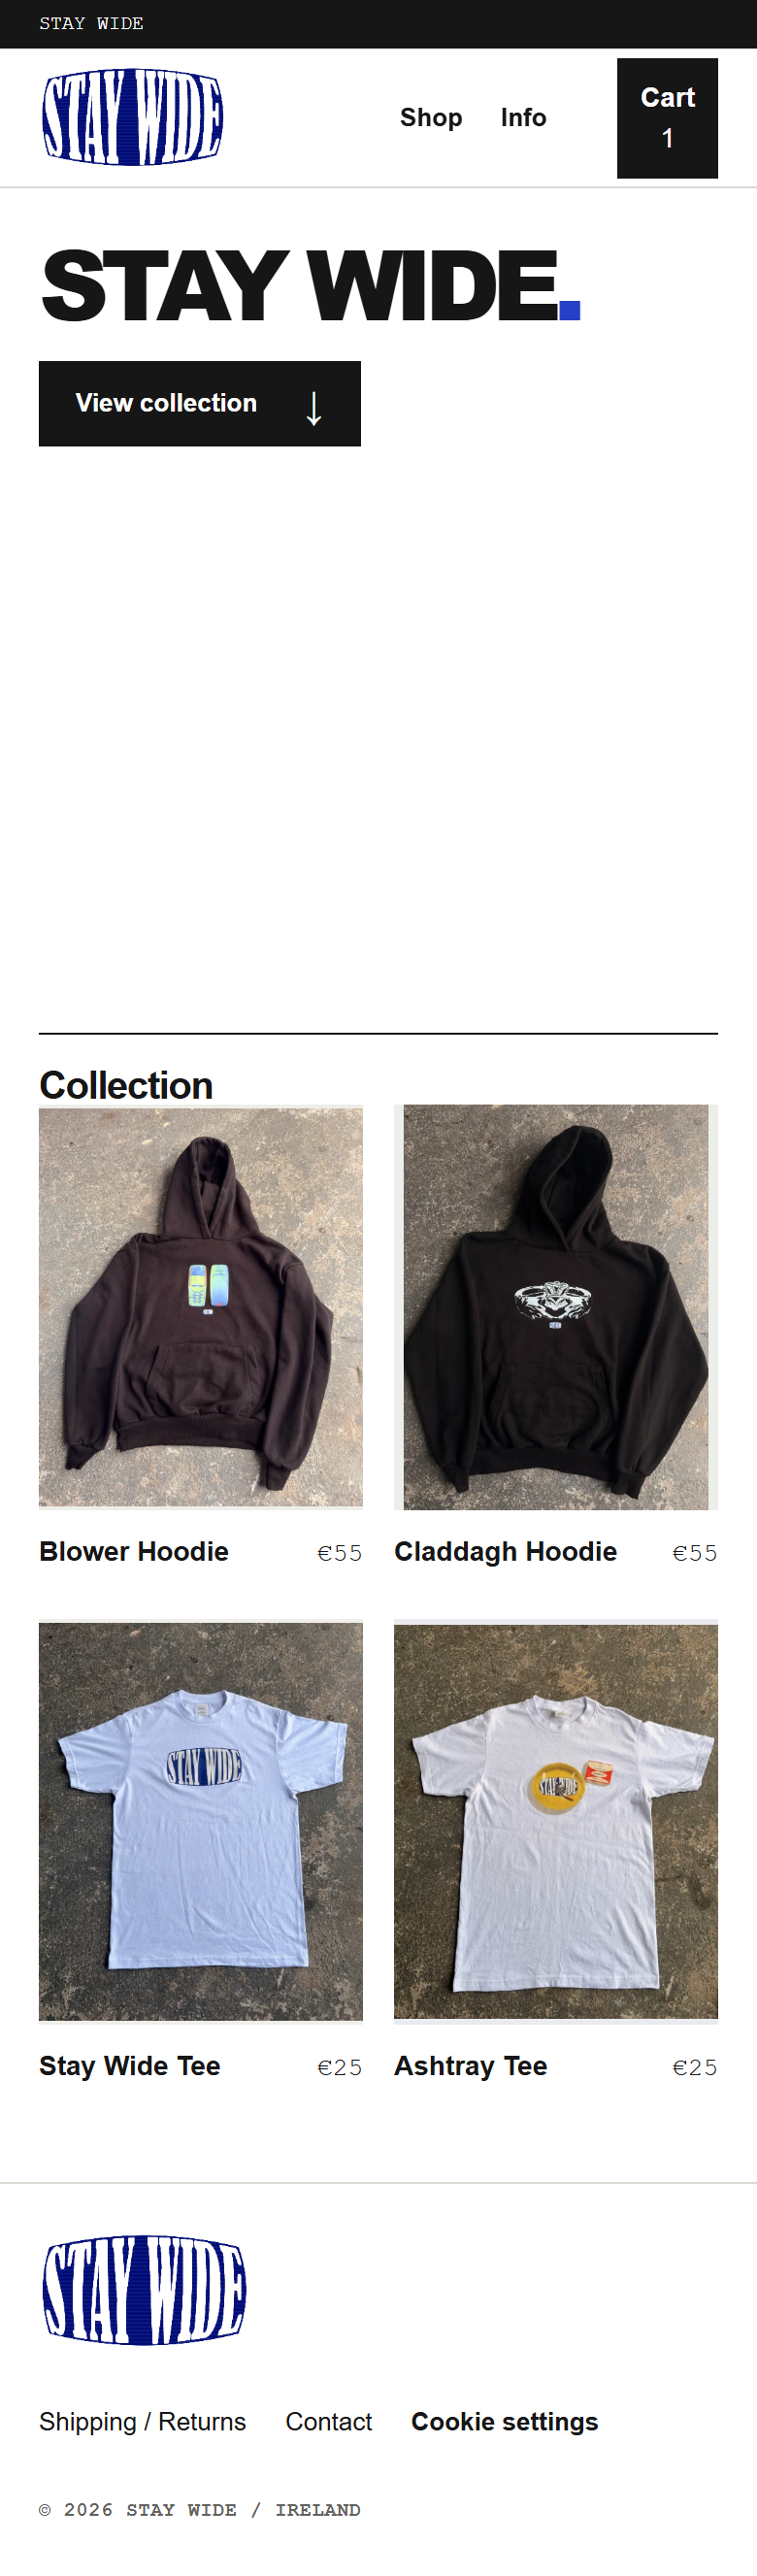 STAY WIDE
STAY WIDE
Shop Info
Cart
1
STAY WIDE.
View collection ↓
Collection
Blower Hoodie €55
Claddagh Hoodie €55
STAY WIDE
STAY WIDE
Stay Wide Tee €25
Ashtray Tee €25
STAY WIDE
Shipping / Returns Contact Cookie settings
© 2026 STAY WIDE / IRELAND